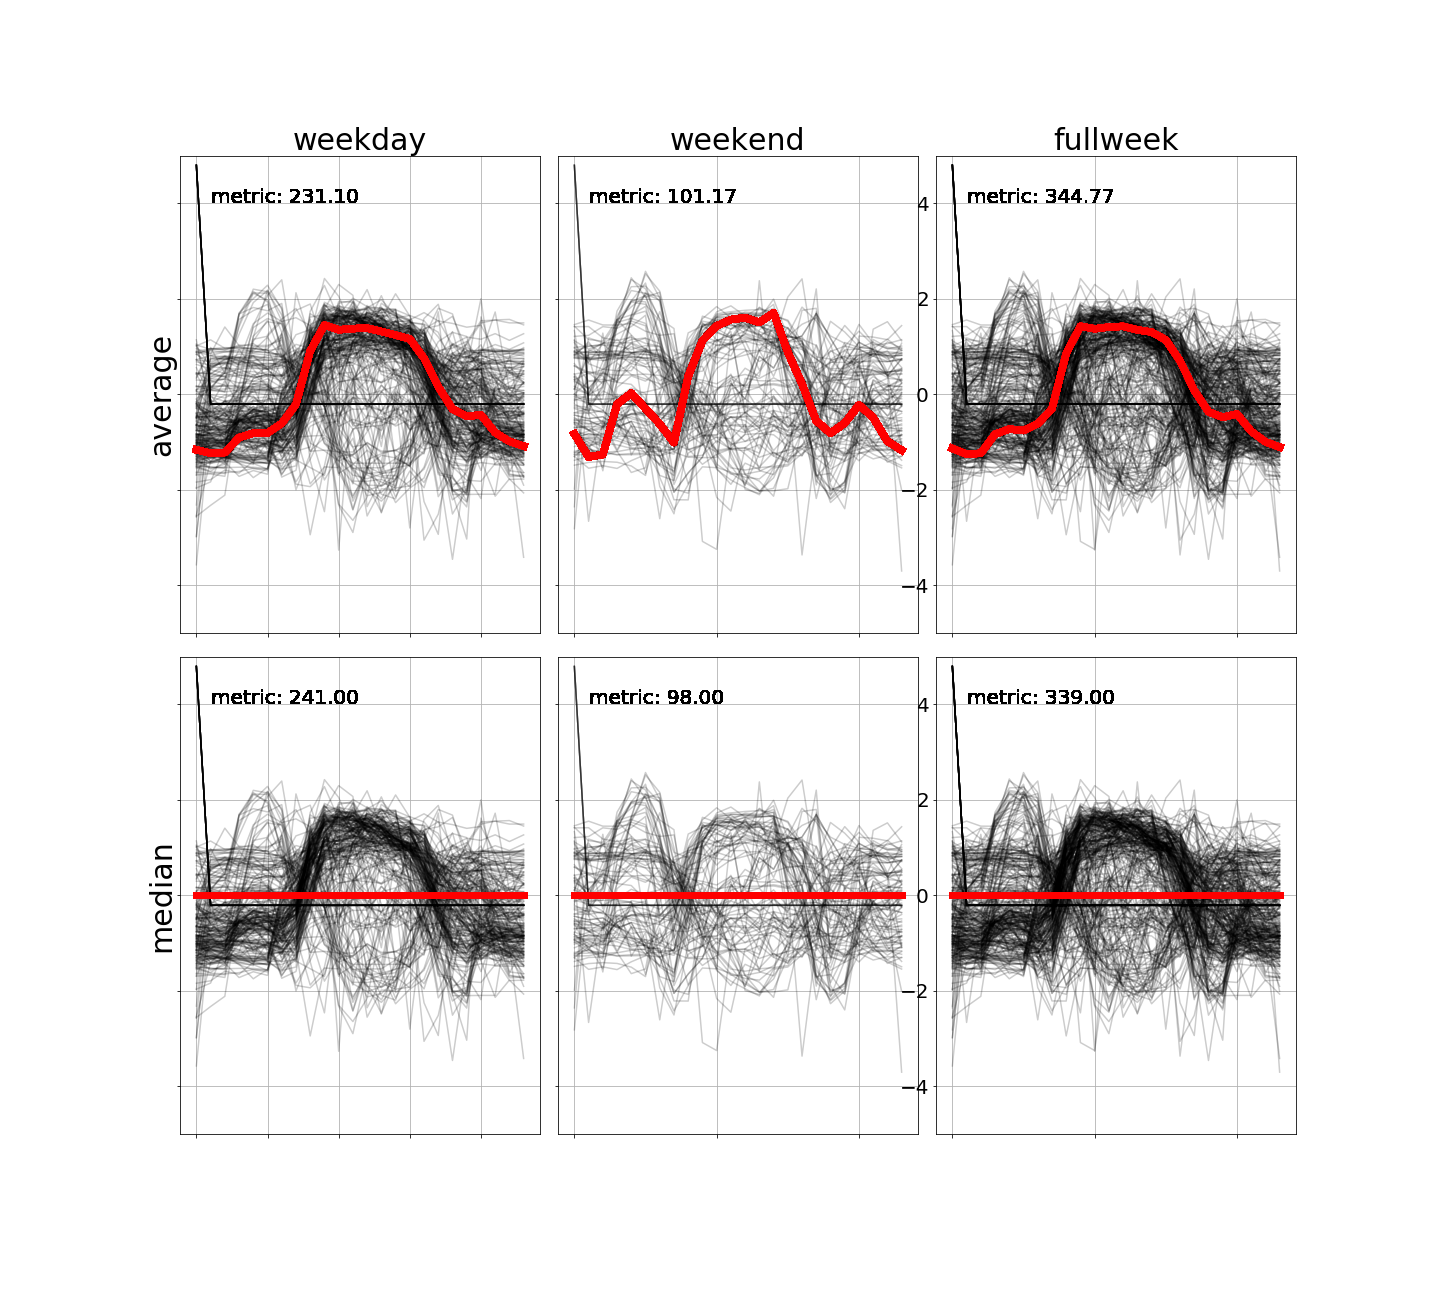 weekday
weekend
fullweek
average
metric: 231.10
metric: 101.17
metric: 344.77
4
2
0
−2
−4
median
metric: 241.00
metric: 98.00
metric: 339.00
4
2
0
−2
−4